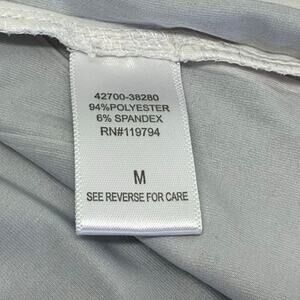 42700-38280
94%POLYESTER
6% SPANDEX
RN#119794
M
SEE REVERSE FOR CARE